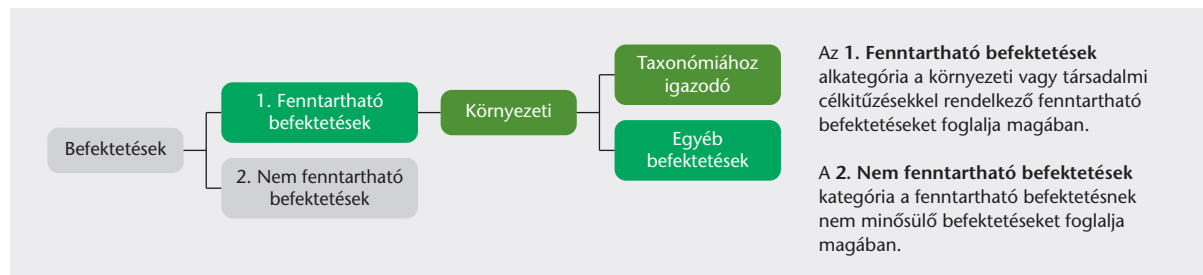 Befektetések
1. Fenntartható
befektetések
2. Nem fenntartható
befektetések
Környezeti
Taxonómiához
igazodó
Egyéb
befektetések
Az 1. Fenntartható befektetések
alkategória a környezeti vagy társadalmi
célkitűzésekkel rendelkező fenntartható
befektetéseket foglalja magában.
A 2. Nem fenntartható befektetések
kategória a fenntartható befektetésnek
nem minősülő befektetéseket foglalja
magában.